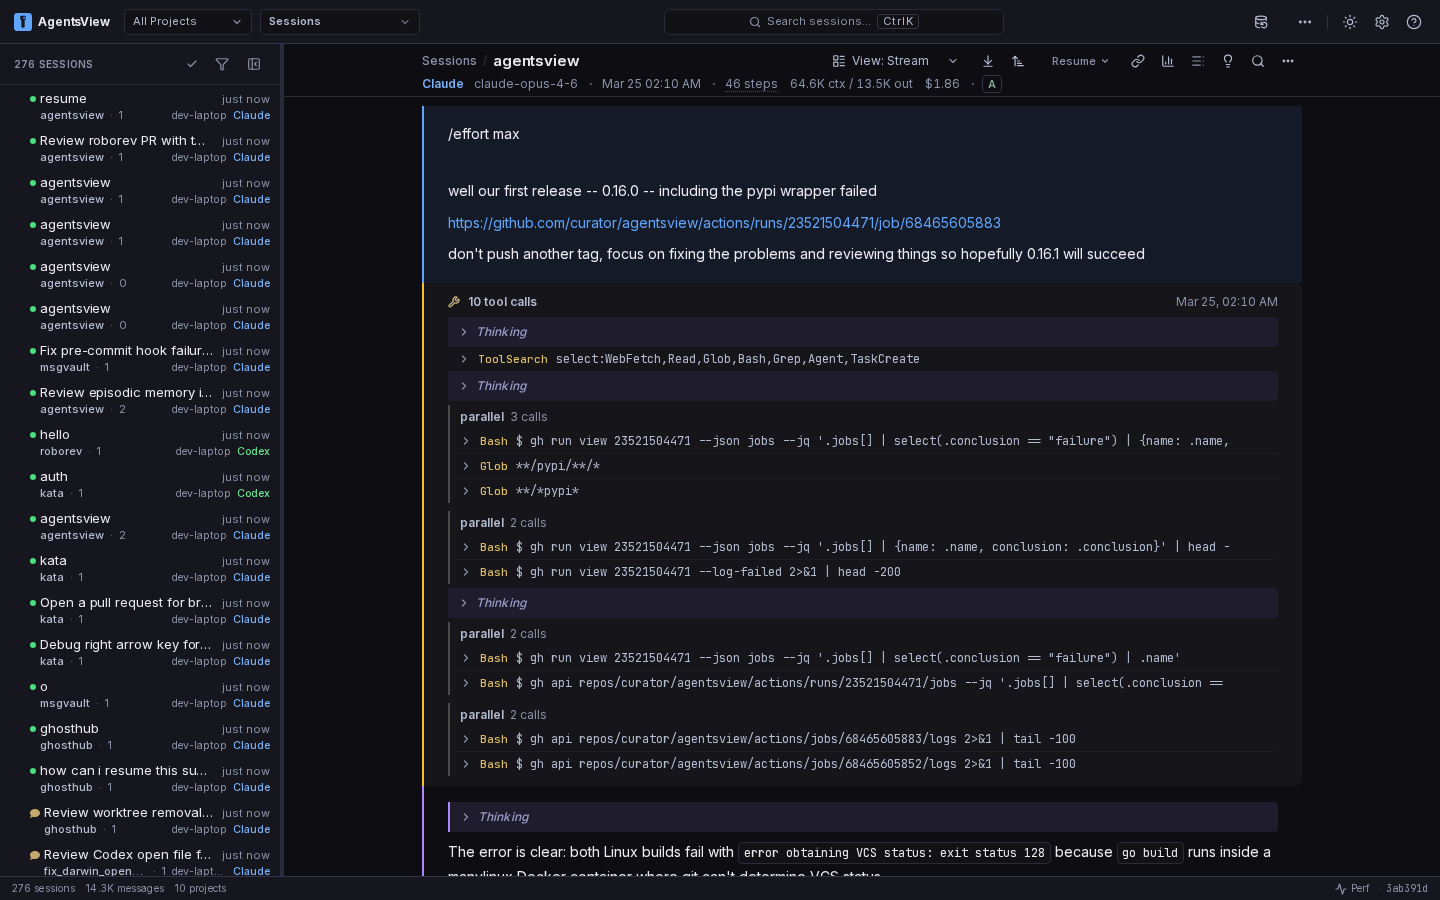 AgentsView
All Projects
Sessions
Search sessions... CtrlK
276 SESSIONS
resume just now
agentsview · 1 dev-laptop Claude
Review roborev PR with t... just now
agentsview · 1 dev-laptop Claude
agentsview just now
agentsview · 1 dev-laptop Claude
agentsview just now
agentsview · 1 dev-laptop Claude
agentsview just now
agentsview · 0 dev-laptop Claude
agentsview just now
agentsview · 0 dev-laptop Claude
Fix pre-commit hook failur... just now
msgvault · 1 dev-laptop Claude
Review episodic memory i... just now
agentsview · 2 dev-laptop Claude
hello just now
roborev · 1 dev-laptop Codex
auth just now
kata · 1 dev-laptop Codex
agentsview just now
agentsview · 2 dev-laptop Claude
kata just now
kata · 1 dev-laptop Claude
Open a pull request for br... just now
kata · 1 dev-laptop Claude
Debug right arrow key for... just now
kata · 1 dev-laptop Claude
o just now
msgvault · 1 dev-laptop Claude
ghosthub just now
ghosthub · 1 dev-laptop Claude
how can i resume this su... just now
ghosthub · 1 dev-laptop Claude
Review worktree removal... just now
ghosthub · 1 dev-laptop Claude
Review Codex open file f... just now
fix_darwin_open... · 1 dev-lapt... Claude
Sessions / agentsview
View: Stream
Resume
Claude claude-opus-4-6 · Mar 25 02:10 AM · 46 steps 64.6K ctx / 13.5K out $1.86 · A
/effort max
well our first release -- 0.16.0 -- including the pypi wrapper failed
https://github.com/curator/agentsview/actions/runs/23521504471/job/68465605883
don't push another tag, focus on fixing the problems and reviewing things so hopefully 0.16.1 will succeed
10 tool calls Mar 25, 02:10 AM
Thinking
ToolSearch select:WebFetch,Read,Glob,Bash,Grep,Agent,TaskCreate
Thinking
parallel 3 calls
Bash $ gh run view 23521504471 --json jobs --jq '.jobs[] | select(.conclusion == "failure") | {name: .name,
Glob **/pypi/**/*
Glob **/*pypi*
parallel 2 calls
Bash $ gh run view 23521504471 --json jobs --jq '.jobs[] | {name: .name, conclusion: .conclusion}' | head -
Bash $ gh run view 23521504471 --log-failed 2>&1 | head -200
Thinking
parallel 2 calls
Bash $ gh run view 23521504471 --json jobs --jq '.jobs[] | select(.conclusion == "failure") | .name'
Bash $ gh api repos/curator/agentsview/actions/runs/23521504471/jobs --jq '.jobs[] | select(.conclusion ==
parallel 2 calls
Bash $ gh api repos/curator/agentsview/actions/jobs/68465605883/logs 2>&1 | tail -100
Bash $ gh api repos/curator/agentsview/actions/jobs/68465605852/logs 2>&1 | tail -100
Thinking
The error is clear: both Linux builds fail with error obtaining VCS status: exit status 128 because go build runs inside a
manylinux Docker container where git can't determine VCS status.
276 sessions 14.3K messages 10 projects
Perf 3ab391d